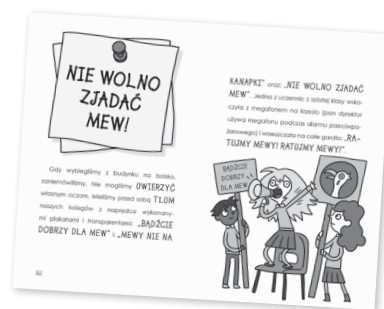 NIE WOLNO
ZJADAĆ
MEW!
Gdy wybiegliśmy z budynku na boisko,
zaniemówiliśmy. Nie mogliśmy UWIERZYĆ
własnym oczom. Mieliśmy przed sobą TŁUM
naszych kolegów z naprędce wykonany-
mi plakatami i transparentami: „BĄDŹCIE
DOBRZY DLA MEW” i „MEWY NIE NA
KANAPKI” oraz „NIE WOLNO ZJADAĆ
MEW”. Jedna z uczennic z szóstej klasy wsko-
czyła z megafonem na krzesło (pan dyrektor
używa megafonu podczas alarmu przeciwpo-
żarowego) i wrzeszczała na całe gardło: „RA-
TUJMY MEWY! RATUJMY MEWY!”.
BĄDŹCIE
DOBRZY
DLA MEW